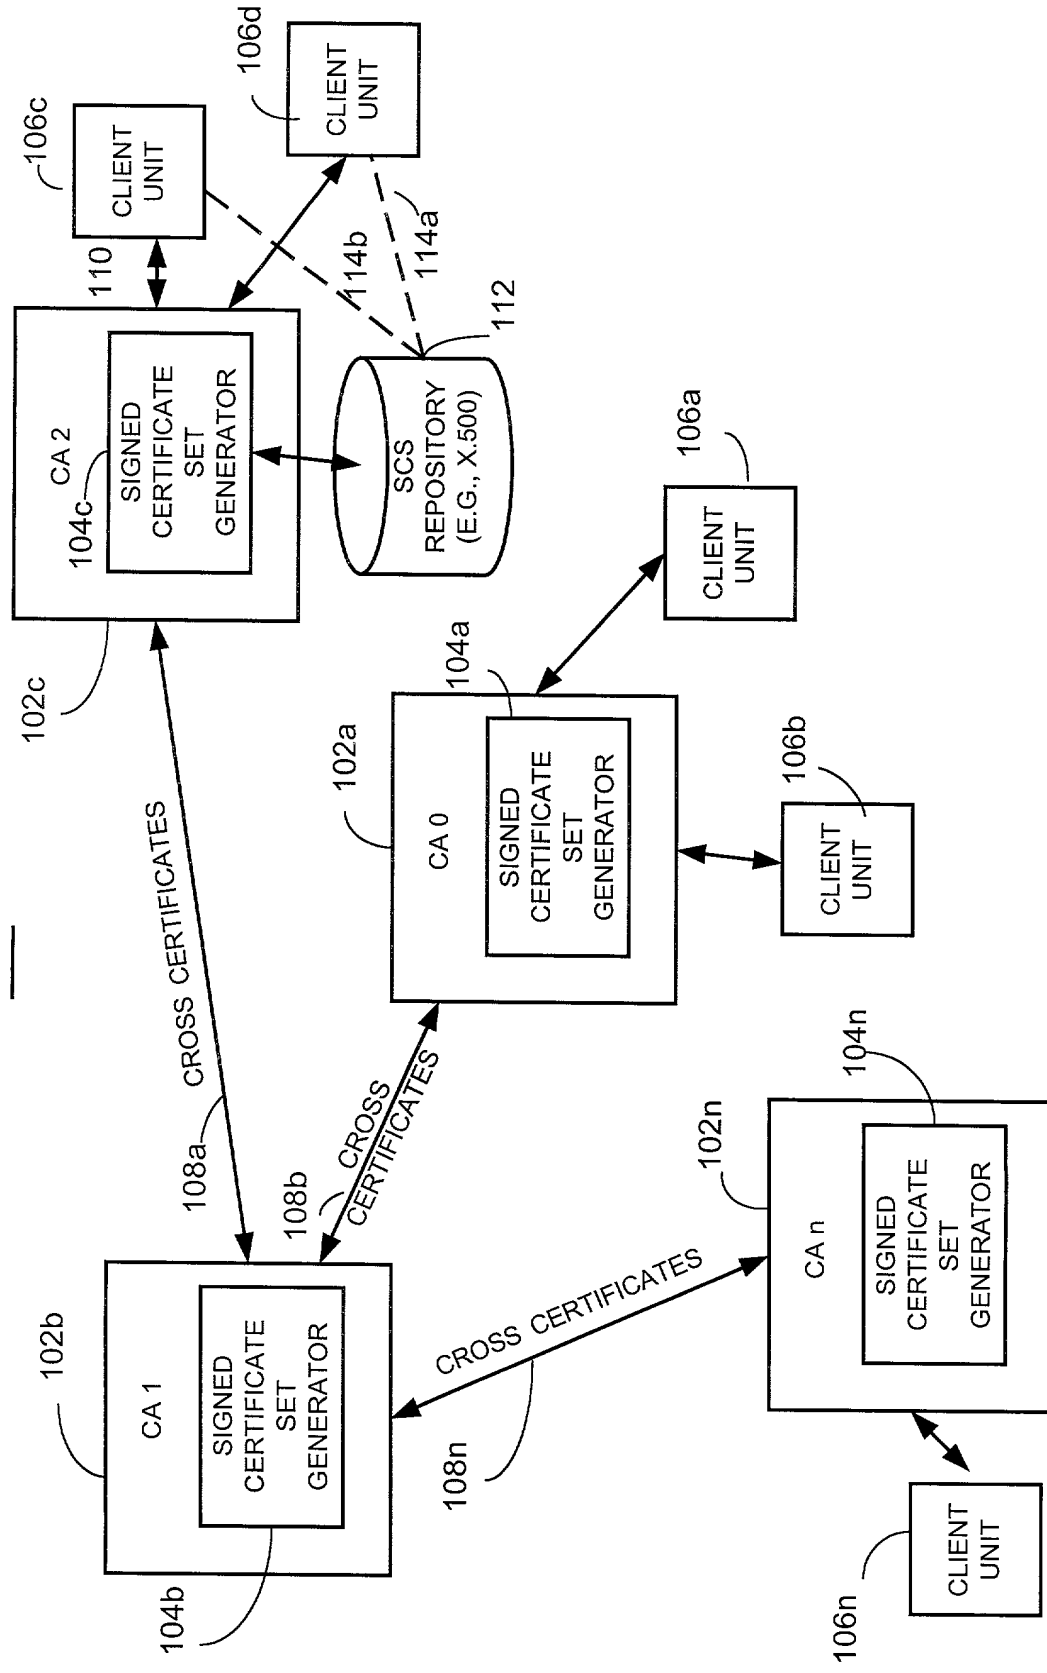 102b
CA 1
SIGNED
CERTIFICATE
SET
GENERATOR
104b
108a
CROSS CERTIFICATES
108b
CROSS
CERTIFICATES
108n
CROSS CERTIFICATES
102c
CA 2
104c
SIGNED
CERTIFICATE
SET
GENERATOR
110
106c
CLIENT
UNIT
106d
CLIENT
UNIT
114b
114a
112
SCS
REPOSITORY
(E.G., X.500)
102a
CA 0
104a
SIGNED
CERTIFICATE
SET
GENERATOR
106a
CLIENT
UNIT
106b
CLIENT
UNIT
102n
CA n
104n
SIGNED
CERTIFICATE
SET
GENERATOR
106n
CLIENT
UNIT